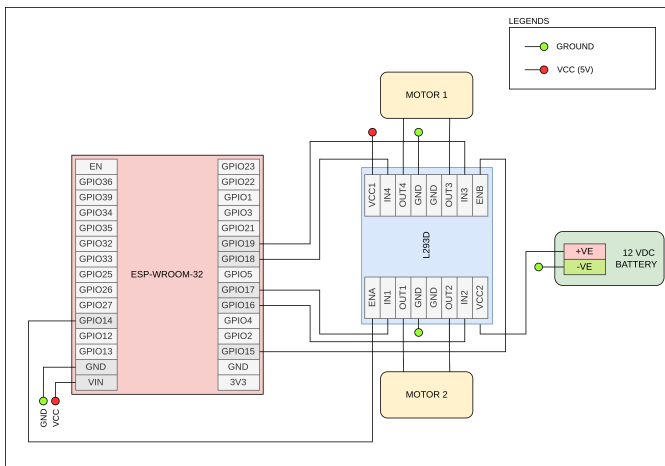 LEGENDS
GROUND
VCC (5V)
MOTOR 1
EN
GPIO36
GPIO39
GPIO34
GPIO35
GPIO32
GPIO33
GPIO25
GPIO26
GPIO27
GPIO14
GPIO12
GPIO13
GND
VIN
ESP-WROOM-32
GPIO23
GPIO22
GPIO1
GPIO3
GPIO21
GPIO19
GPIO18
GPIO5
GPIO17
GPIO16
GPIO4
GPIO2
GPIO15
GND
3V3
GND
VCC
VCC1
IN4
OUT4
GND
GND
OUT3
IN3
ENB
L293D
ENA
IN1
OUT1
GND
GND
OUT2
IN2
VCC2
MOTOR 2
+VE
-VE
12 VDC
BATTERY